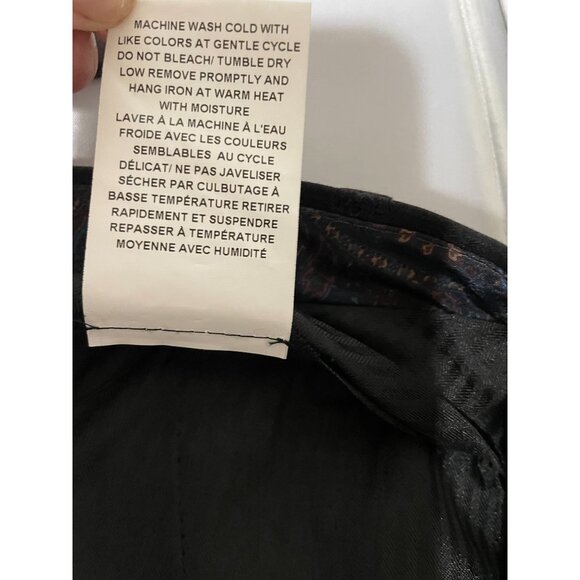 MACHINE WASH COLD WITH
LIKE COLORS AT GENTLE CYCLE
DO NOT BLEACH/ TUMBLE DRY
LOW REMOVE PROMPTLY AND
HANG IRON AT WARM HEAT
WITH MOISTURE
LAVER À LA MACHINE À L'EAU
FROIDE AVEC LES COULEURS
SEMBLABLES AU CYCLE
DÉLICAT/ NE PAS JAVELISER
SÉCHER PAR CULBUTAGE À
BASSE TEMPÉRATURE RETIRER
RAPIDEMENT ET SUSPENDRE
REPASSER À TEMPÉRATURE
MOYENNE AVEC HUMIDITÉ